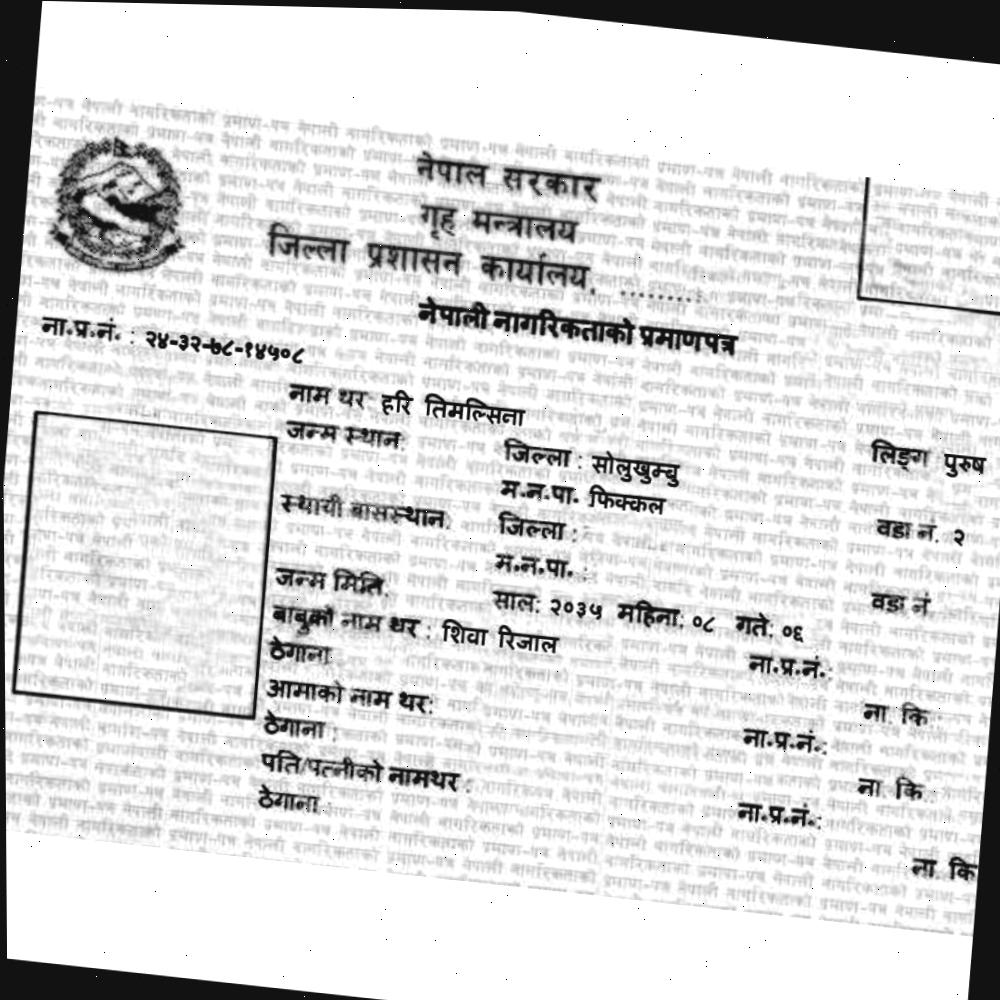 नेपाल सरकार
गृह मन्त्रालय
जिल्ला प्रशासन कार्यालय, .........
नेपाली नागरिकताको प्रमाणपत्र
ना.प्र.नं. : २४-३२-७८-१४५०८
नाम थर हरि तिमल्सिना
लिङ्ग पुरुष
जन्म स्थान: जिल्ला : सोलुखुम्बु
म.न.पा. फिक्कल वडा नं. २
स्थायी बासस्थान: जिल्ला :
म.न.पा. : वडा नं.
जन्म मिति: साल: २०३५ महिना: ०८ गते: ०६
बाबुको नाम थर : शिवा रिजाल ना.प्र.नं.:
ठेगाना: ना. कि.:
आमाको नाम थर: ना.प्र.नं.:
ठेगाना : ना. कि.:
पति/पत्नीको नामथर : ना.प्र.नं.:
ठेगाना : ना. कि